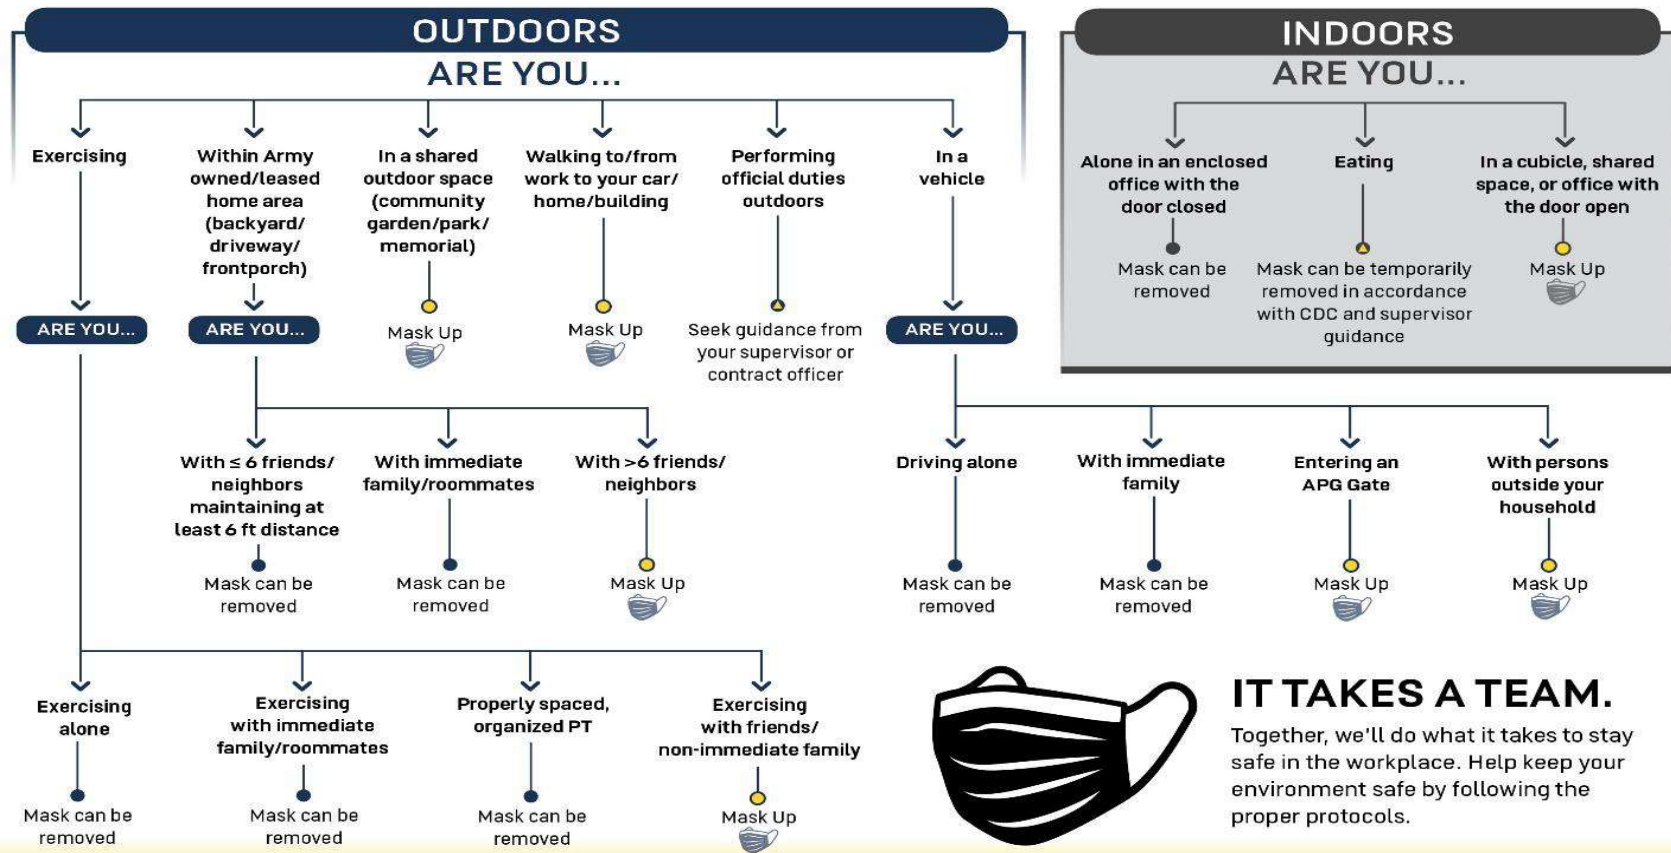 OUTDOORS
ARE YOU...
Exercising
Within Army
owned/leased
home area
(backyard/
driveway/
frontporch)
In a shared
outdoor space
(community
garden/park/
memorial)
Mask Up
Walking to/from
work to your car/
home/building
Mask Up
Performing
official duties
outdoors
Seek guidance from
your supervisor or
contract officer
In a
vehicle
ARE YOU...
ARE YOU...
ARE YOU...
INDOORS
ARE YOU...
Alone in an enclosed
office with the
door closed
Mask can be
removed
Eating
Mask can be temporarily
removed in accordance
with CDC and supervisor
guidance
In a cubicle, shared
space, or office with
the door open
Mask Up
With ≤ 6 friends/
neighbors
maintaining at
least 6 ft distance
Mask can be
removed
With immediate
family/roommates
Mask can be
removed
With >6 friends/
neighbors
Mask Up
Driving alone
Mask can be
removed
With immediate
family
Mask can be
removed
Entering an
APG Gate
Mask Up
With persons
outside your
household
Mask Up
Exercising
alone
Mask can be
removed
Exercising
with immediate
family/roommates
Mask can be
removed
Properly spaced,
organized PT
Mask can be
removed
Exercising
with friends/
non-immediate family
Mask Up
IT TAKES A TEAM.
Together, we'll do what it takes to stay
safe in the workplace. Help keep your
environment safe by following the
proper protocols.